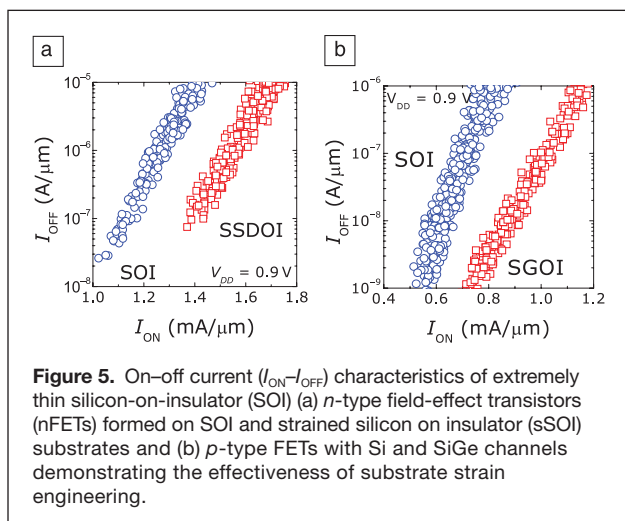 a
b
10⁻⁵
10⁻⁶
10⁻⁷
10⁻⁸
I_OFF (A/μm)
SOI
SSDOI
V_DD = 0.9 V
1.0 1.2 1.4 1.6 1.8
I_ON (mA/μm)
10⁻⁶
10⁻⁷
10⁻⁸
10⁻⁹
I_OFF (A/μm)
V_DD = 0.9 V
SOI
SGOI
0.4 0.6 0.8 1.0 1.2
I_ON (mA/μm)
Figure 5. On–off current (I_ON–I_OFF) characteristics of extremely
thin silicon-on-insulator (SOI) (a) n-type field-effect transistors
(nFETs) formed on SOI and strained silicon on insulator (sSOI)
substrates and (b) p-type FETs with Si and SiGe channels
demonstrating the effectiveness of substrate strain
engineering.